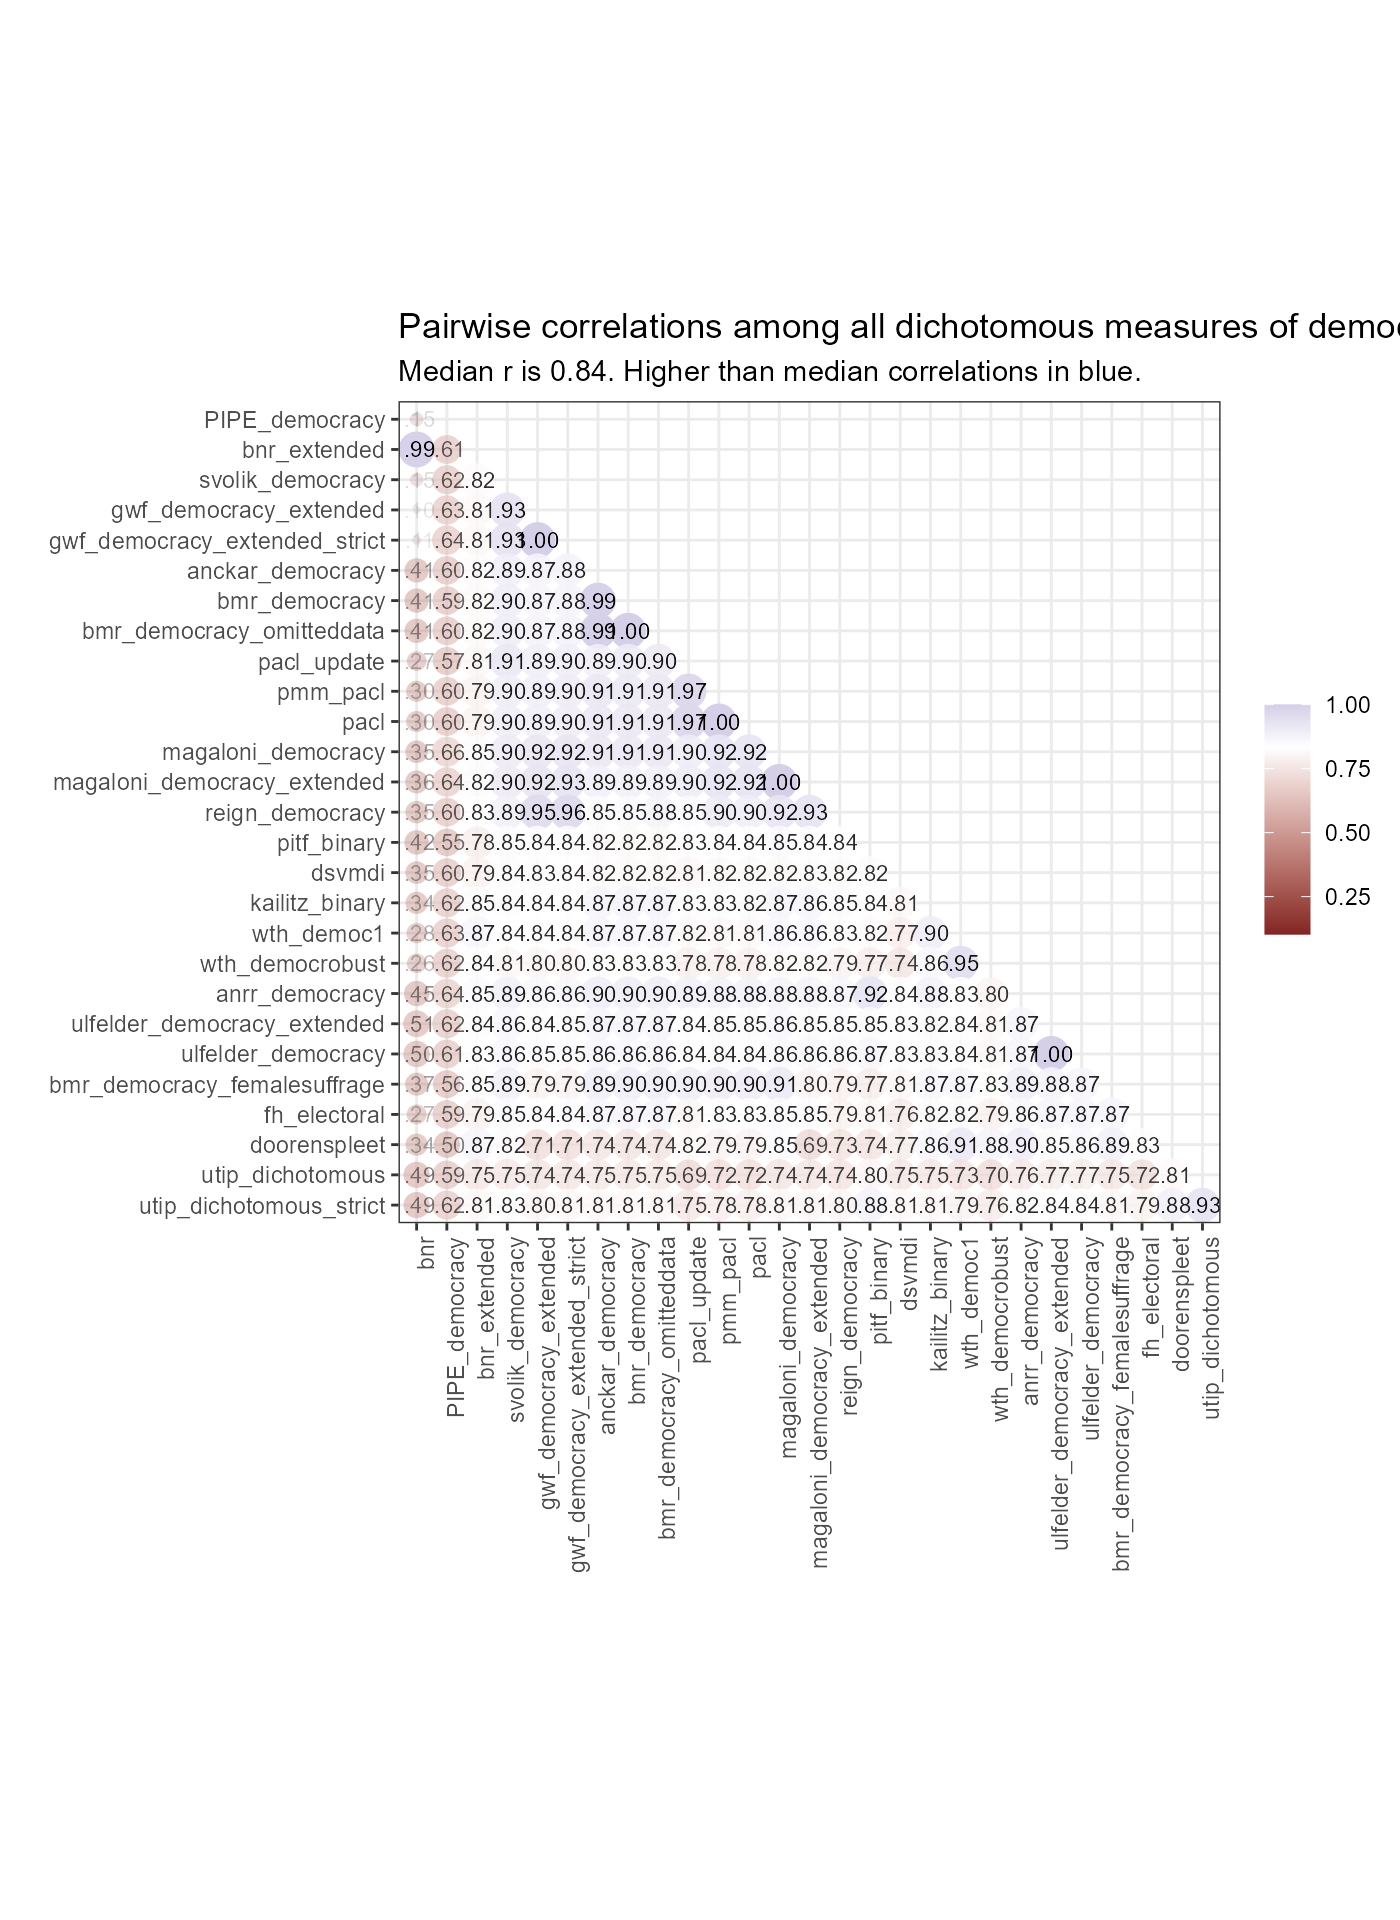 Pairwise correlations among all dichotomous measures of democ
Median r is 0.84. Higher than median correlations in blue.
PIPE_democracy .15
bnr_extended .99 .61
svolik_democracy .15 .62 .82
gwf_democracy_extended .10 .63 .81 .93
gwf_democracy_extended_strict .11 .64 .81 .93 1.00
anckar_democracy .41 .60 .82 .89 .87 .88
bmr_democracy .41 .59 .82 .90 .87 .88 .99
bmr_democracy_omitteddata .41 .60 .82 .90 .87 .88 .99 1.00
pacl_update .27 .57 .81 .91 .89 .90 .89 .90 .90
pmm_pacl .30 .60 .79 .90 .89 .90 .91 .91 .91 .97
pacl .30 .60 .79 .90 .89 .90 .91 .91 .91 .97 1.00
magaloni_democracy .35 .66 .85 .90 .92 .92 .91 .91 .91 .90 .92 .92
magaloni_democracy_extended .36 .64 .82 .90 .92 .93 .89 .89 .89 .90 .92 .92 1.00
reign_democracy .35 .60 .83 .89 .95 .96 .85 .85 .88 .85 .90 .90 .92 .93
pitf_binary .42 .55 .78 .85 .84 .84 .82 .82 .82 .83 .84 .84 .85 .84 .84
dsvmdi .35 .60 .79 .84 .83 .84 .82 .82 .82 .81 .82 .82 .82 .83 .82 .82
kailitz_binary .34 .62 .85 .84 .84 .84 .87 .87 .87 .83 .83 .82 .87 .86 .85 .84 .81
wth_democ1 .28 .63 .87 .84 .84 .84 .87 .87 .87 .82 .81 .81 .86 .86 .83 .82 .77 .90
wth_democrobust .26 .62 .84 .81 .80 .80 .83 .83 .83 .78 .78 .78 .82 .82 .79 .77 .74 .86 .95
anrr_democracy .45 .64 .85 .89 .86 .86 .90 .90 .90 .89 .88 .88 .88 .88 .87 .92 .84 .88 .83 .80
ulfelder_democracy_extended .51 .62 .84 .86 .84 .85 .87 .87 .87 .84 .85 .85 .86 .85 .85 .85 .83 .82 .84 .81 .87
ulfelder_democracy .50 .61 .83 .86 .85 .85 .86 .86 .86 .84 .84 .84 .86 .86 .86 .87 .83 .83 .84 .81 .87 1.00
bmr_democracy_femalesuffrage .37 .56 .85 .89 .79 .79 .89 .90 .90 .90 .90 .90 .91 .80 .79 .77 .81 .87 .87 .83 .89 .88 .87
fh_electoral .27 .59 .79 .85 .84 .84 .87 .87 .87 .81 .83 .83 .85 .85 .79 .81 .76 .82 .82 .79 .86 .87 .87 .87
doorenspleet .34 .50 .87 .82 .71 .71 .74 .74 .74 .82 .79 .79 .85 .69 .73 .74 .77 .86 .91 .88 .90 .85 .86 .89 .83
utip_dichotomous .49 .59 .75 .75 .74 .74 .75 .75 .75 .69 .72 .72 .74 .74 .74 .80 .75 .75 .73 .70 .76 .77 .77 .75 .72 .81
utip_dichotomous_strict .49 .62 .81 .83 .80 .81 .81 .81 .81 .75 .78 .78 .81 .81 .80 .88 .81 .81 .79 .76 .82 .84 .84 .81 .79 .88 .93
bnr
PIPE_democracy
bnr_extended
svolik_democracy
gwf_democracy_extended
gwf_democracy_extended_strict
anckar_democracy
bmr_democracy
bmr_democracy_omitteddata
pacl_update
pmm_pacl
pacl
magaloni_democracy
magaloni_democracy_extended
reign_democracy
pitf_binary
dsvmdi
kailitz_binary
wth_democ1
wth_democrobust
anrr_democracy
ulfelder_democracy_extended
ulfelder_democracy
bmr_democracy_femalesuffrage
fh_electoral
doorenspleet
utip_dichotomous
1.00
0.75
0.50
0.25